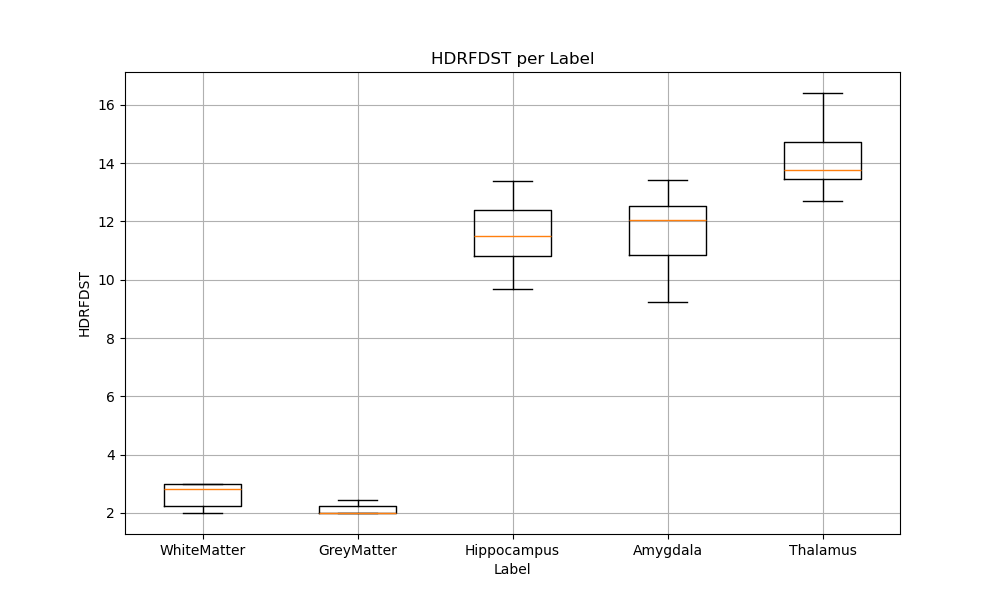 HDRFDST per Label
HDRFDST
16
14
12
10
8
6
4
2
WhiteMatter GreyMatter Hippocampus Amygdala Thalamus
Label